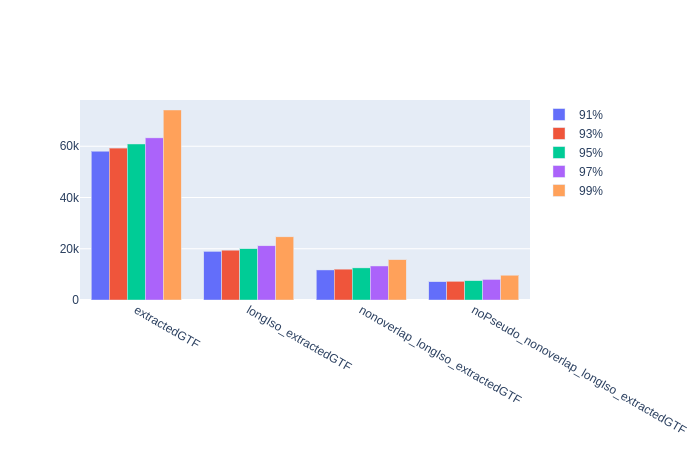 91%
93%
95%
97%
99%
60k
40k
20k
0
extractedGTF
longIso_extractedGTF
nonoverlap_longIso_extractedGTF
noPseudo_nonoverlap_longIso_extractedGTF